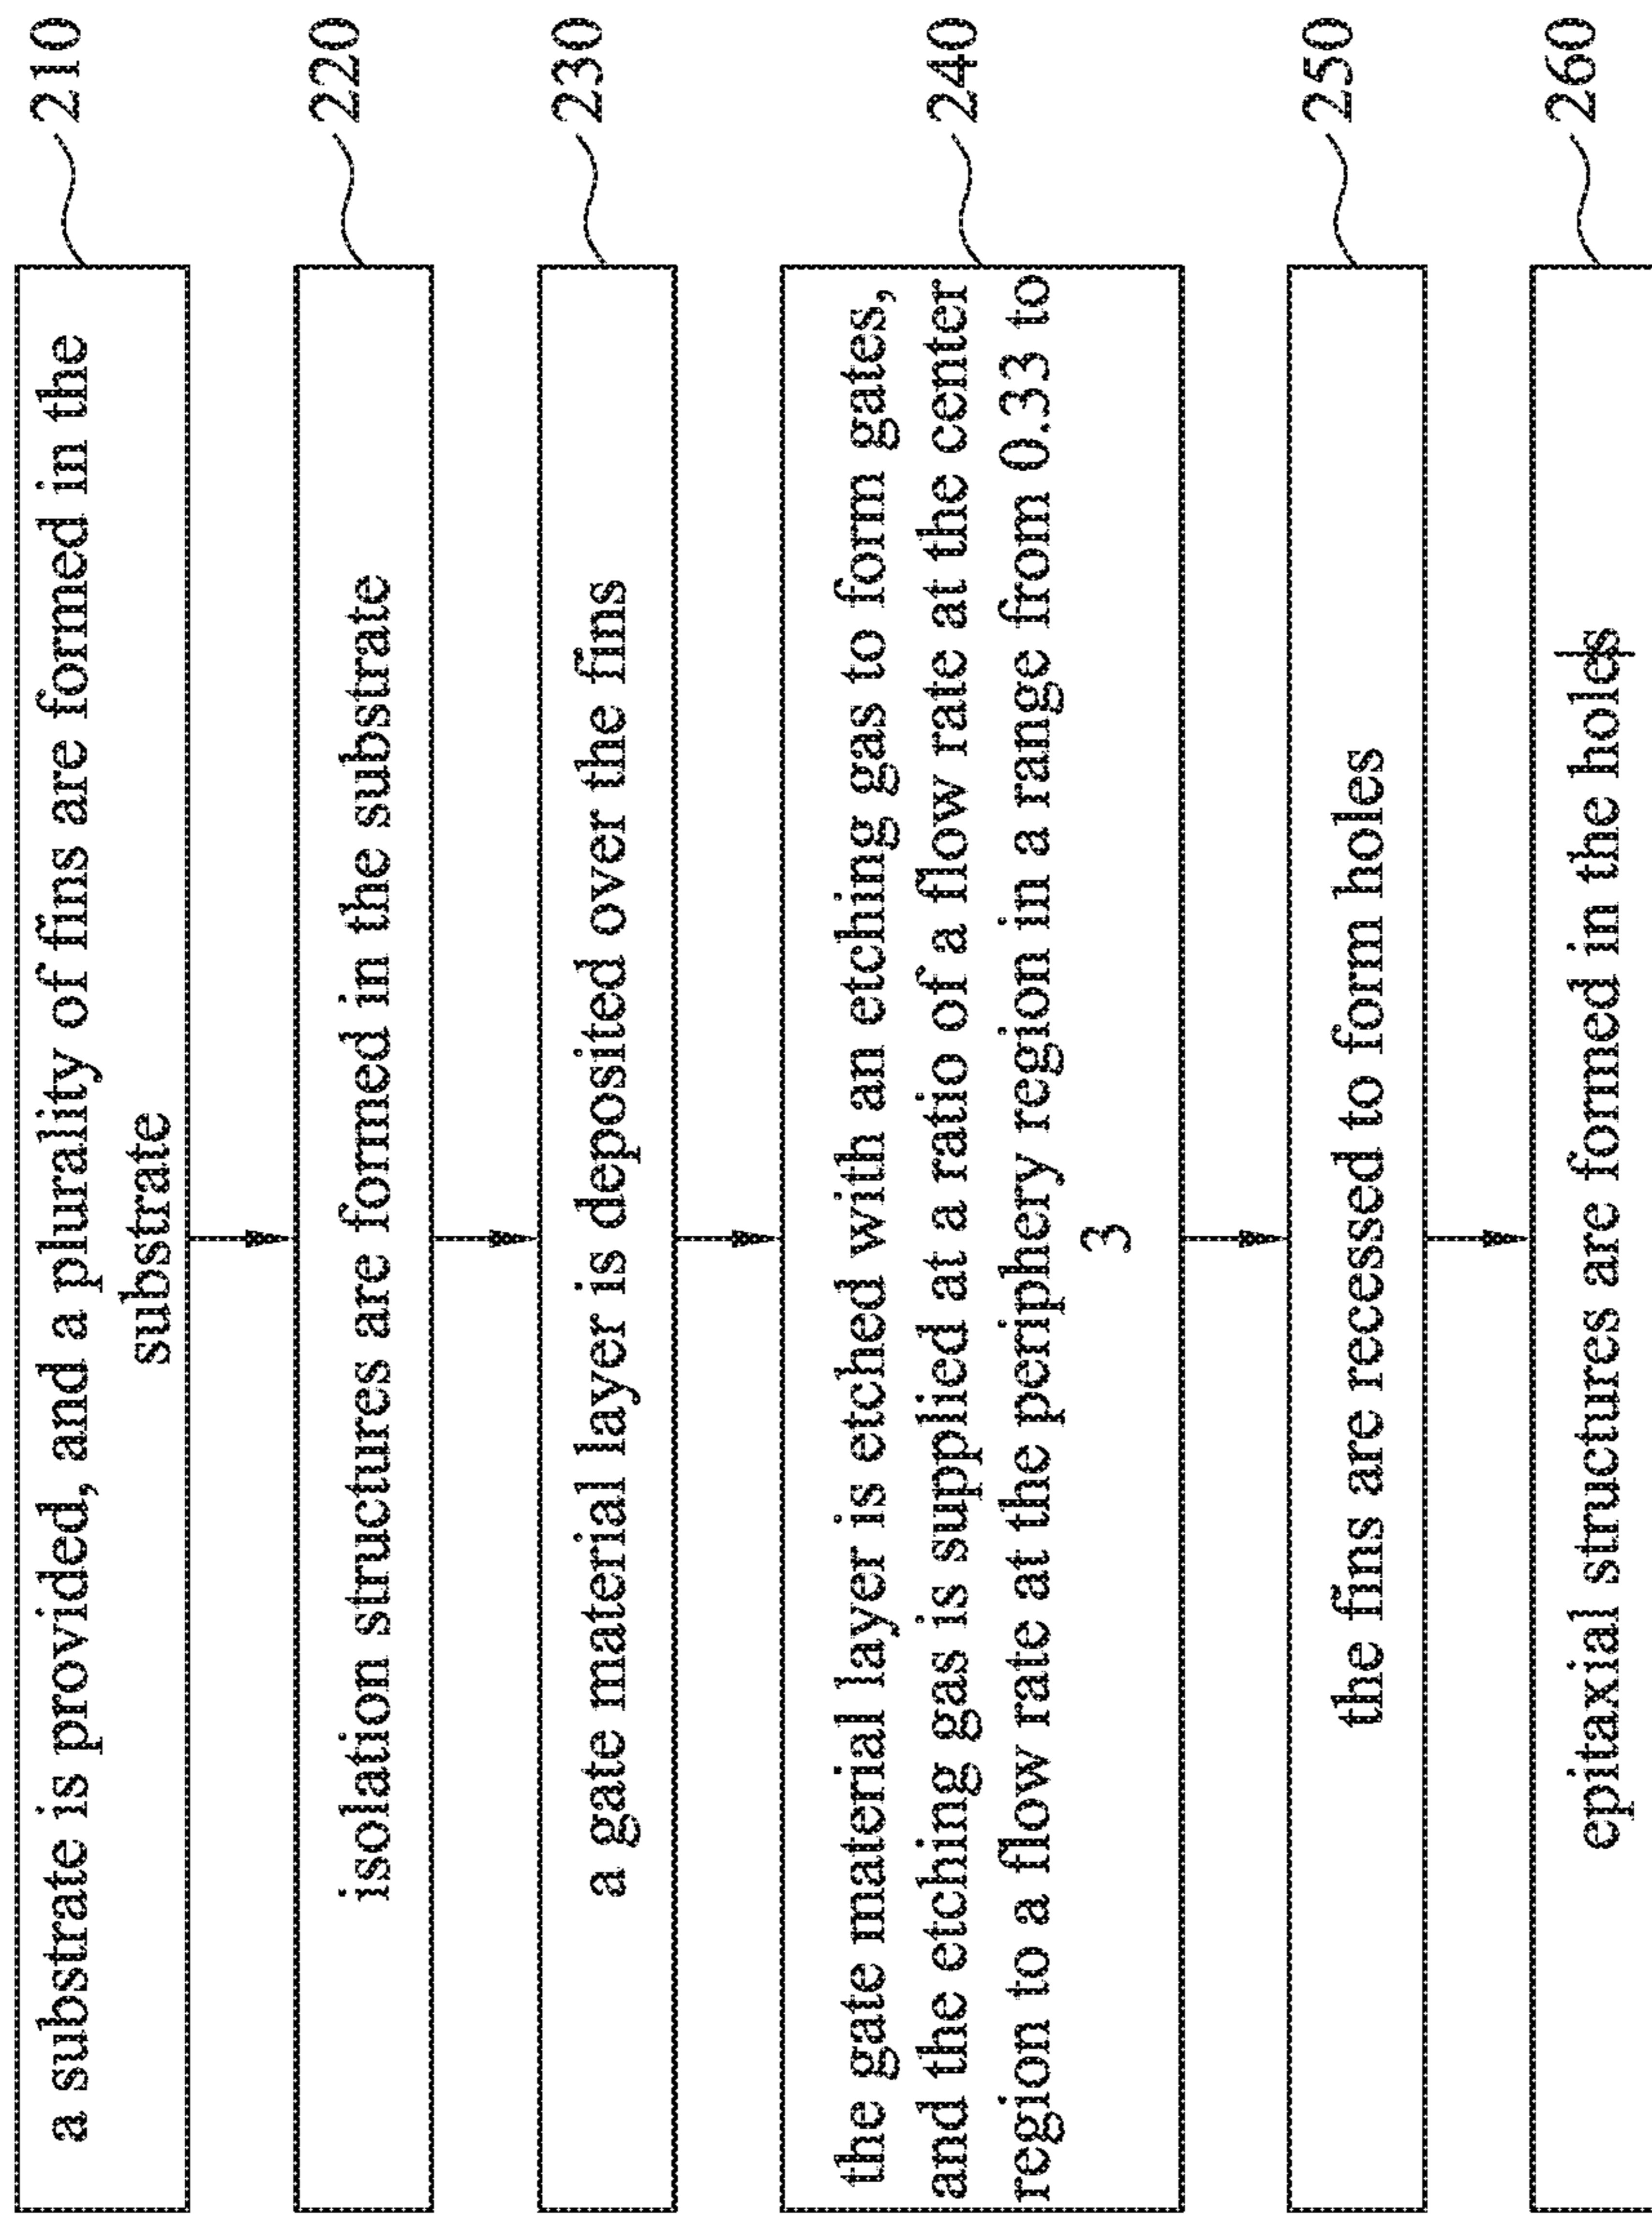 a substrate is provided, and a plurality of fins are formed in the
substrate
210
isolation structures are formed in the substrate
220
a gate material layer is deposited over the fins
230
the gate material layer is etched with an etching gas to form gates,
and the etching gas is supplied at a ratio of a flow rate at the center
region to a flow rate at the periphery region in a range from 0.33 to
3
240
the fins are recessed to form holes
250
epitaxial structures are formed in the holes
260